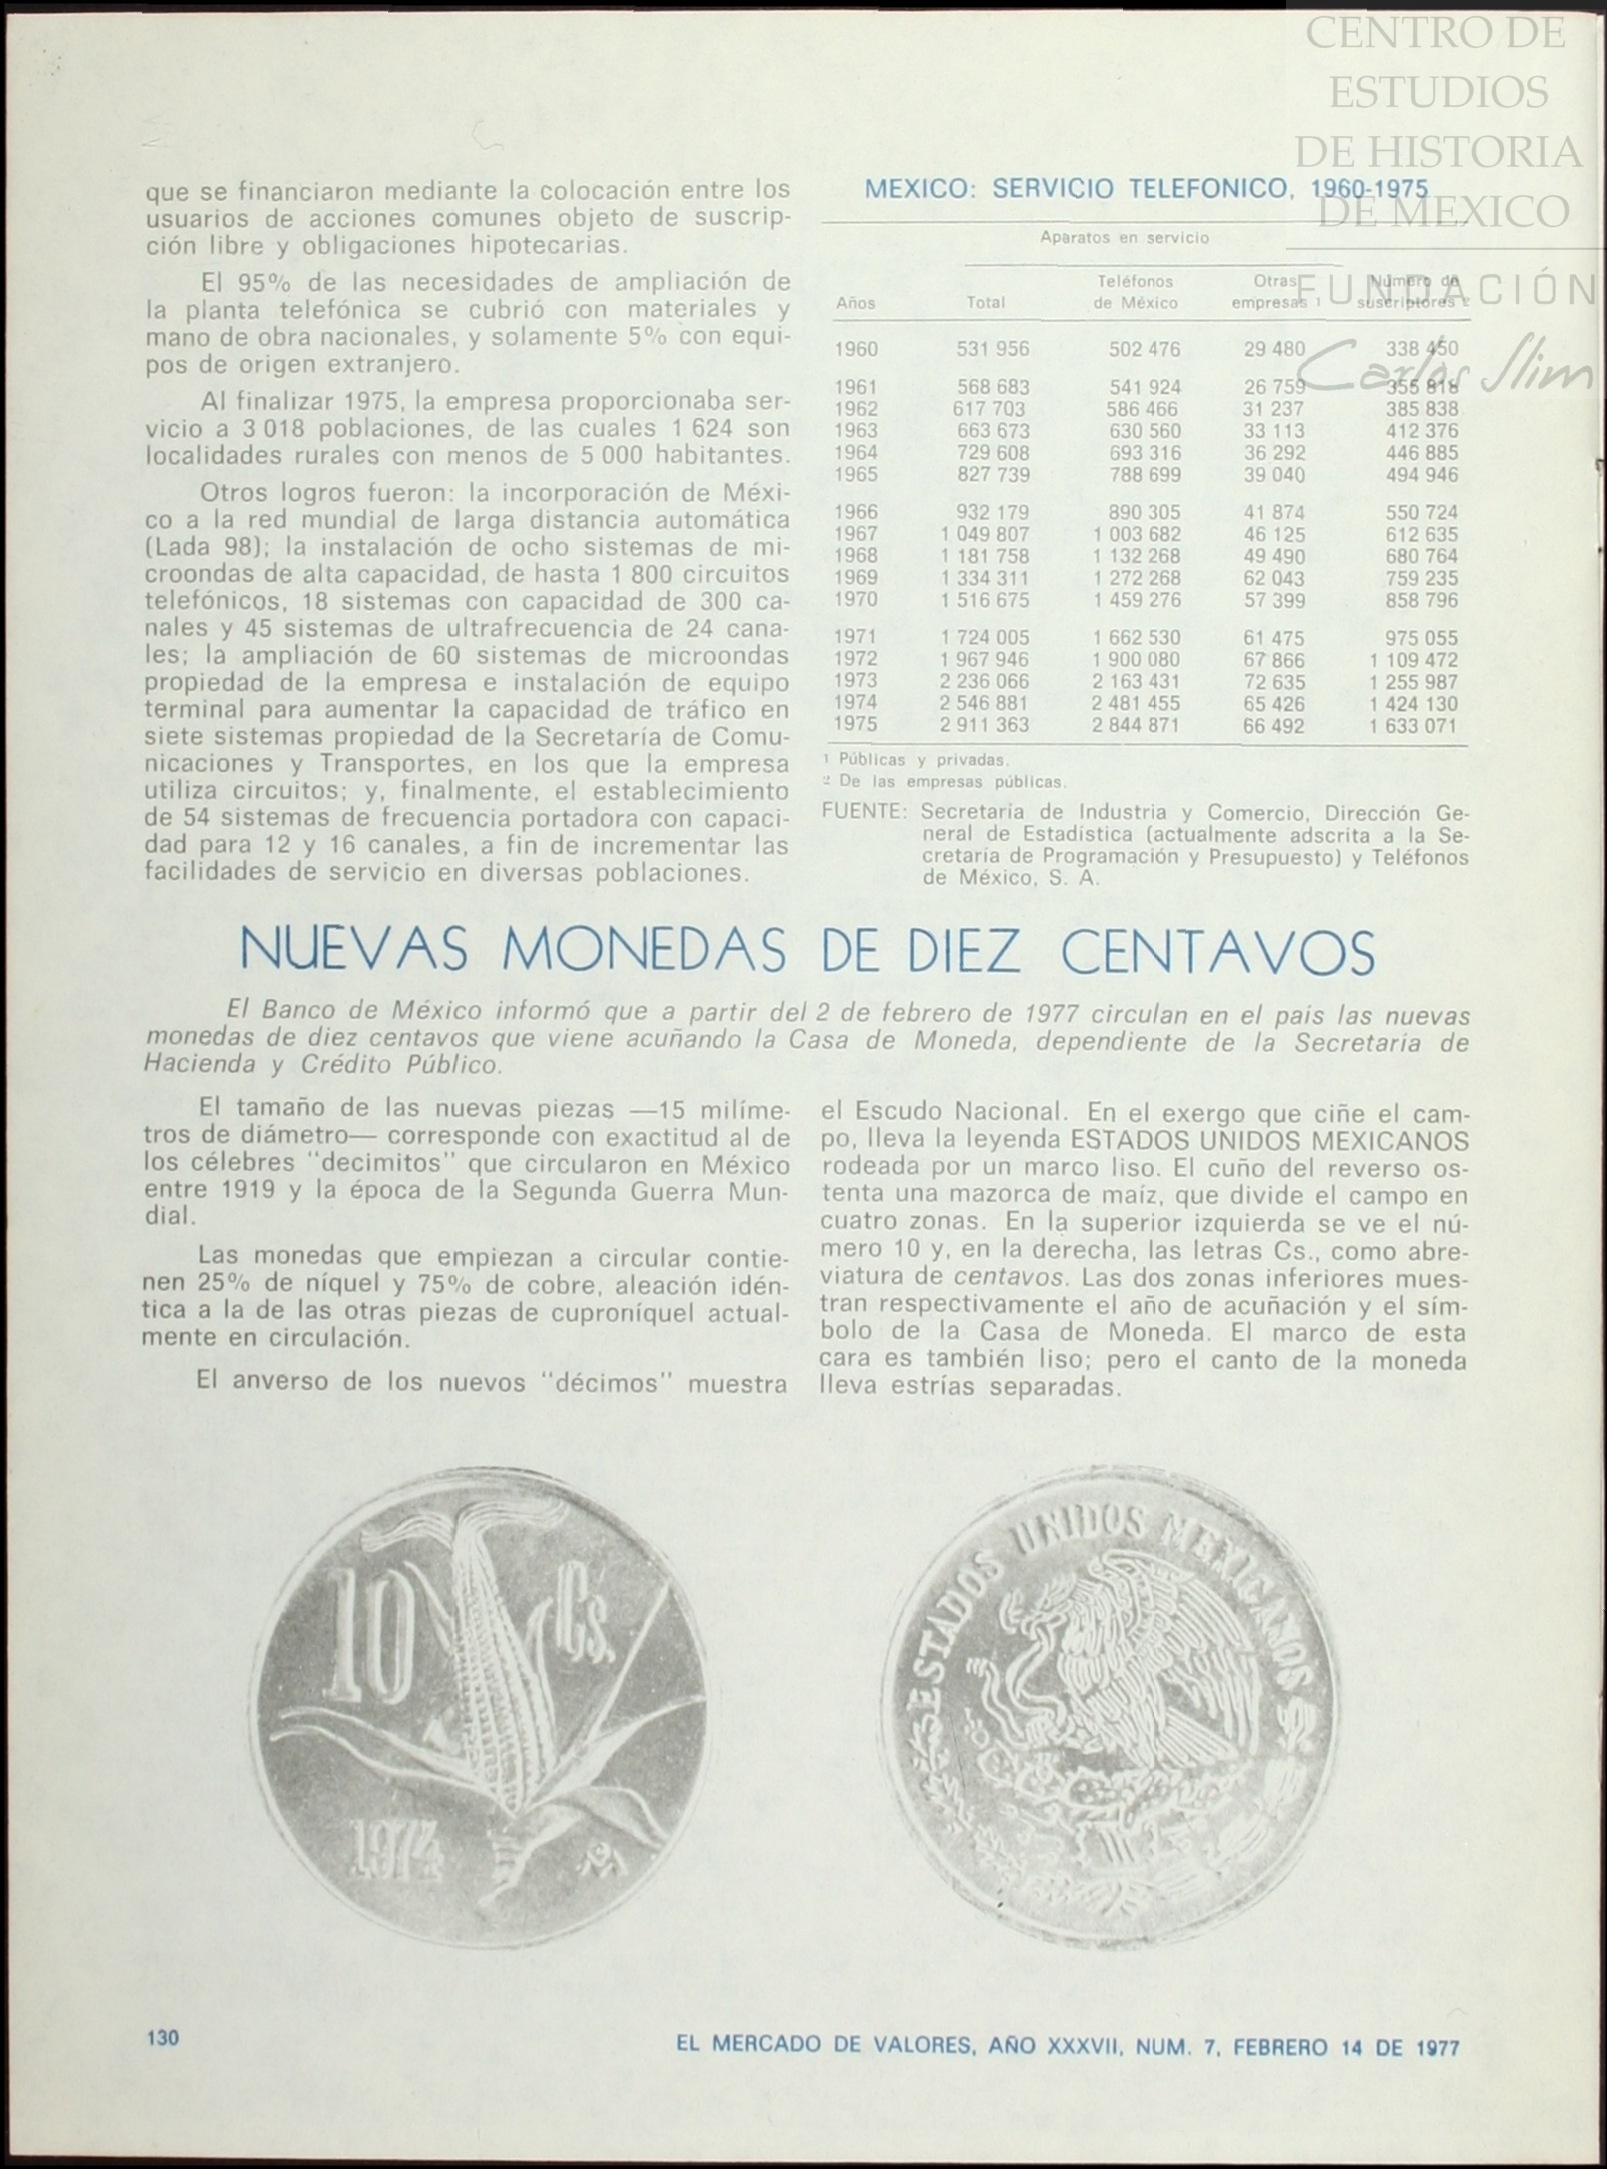 CENTRO DE
ESTUDIOS
DE HISTORIA
DE MEXICO
FUNDACIÓN
Carlos Slim
que se financiaron mediante la colocación entre los
usuarios de acciones comunes objeto de suscrip-
ción libre y obligaciones hipotecarias.
El 95% de las necesidades de ampliación de
la planta telefónica se cubrió con materiales y
mano de obra nacionales, y solamente 5% con equi-
pos de origen extranjero.
Al finalizar 1975, la empresa proporcionaba ser-
vicio a 3 018 poblaciones, de las cuales 1 624 son
localidades rurales con menos de 5 000 habitantes.
Otros logros fueron: la incorporación de Méxi-
co a la red mundial de larga distancia automática
(Lada 98); la instalación de ocho sistemas de mi-
croondas de alta capacidad, de hasta 1 800 circuitos
telefónicos, 18 sistemas con capacidad de 300 ca-
nales y 45 sistemas de ultrafrecuencia de 24 cana-
les; la ampliación de 60 sistemas de microondas
propiedad de la empresa e instalación de equipo
terminal para aumentar la capacidad de tráfico en
siete sistemas propiedad de la Secretaría de Comu-
nicaciones y Transportes, en los que la empresa
utiliza circuitos; y, finalmente, el establecimiento
de 54 sistemas de frecuencia portadora con capaci-
dad para 12 y 16 canales, a fin de incrementar las
facilidades de servicio en diversas poblaciones.
MEXICO: SERVICIO TELEFONICO, 1960-1975
Aparatos en servicio
Teléfonos Otras Número de
Años Total de México empresas 1 suscriptores 2
1960 531 956 502 476 29 480 338 450
1961 568 683 541 924 26 759 355 818
1962 617 703 586 466 31 237 385 838
1963 663 673 630 560 33 113 412 376
1964 729 608 693 316 36 292 446 885
1965 827 739 788 699 39 040 494 946
1966 932 179 890 305 41 874 550 724
1967 1 049 807 1 003 682 46 125 612 635
1968 1 181 758 1 132 268 49 490 680 764
1969 1 334 311 1 272 268 62 043 759 235
1970 1 516 675 1 459 276 57 399 858 796
1971 1 724 005 1 662 530 61 475 975 055
1972 1 967 946 1 900 080 67 866 1 109 472
1973 2 236 066 2 163 431 72 635 1 255 987
1974 2 546 881 2 481 455 65 426 1 424 130
1975 2 911 363 2 844 871 66 492 1 633 071
1 Públicas y privadas.
2 De las empresas públicas.
FUENTE: Secretaría de Industria y Comercio, Dirección Ge-
neral de Estadística (actualmente adscrita a la Se-
cretaría de Programación y Presupuesto) y Teléfonos
de México, S. A.
NUEVAS MONEDAS DE DIEZ CENTAVOS
El Banco de México informó que a partir del 2 de febrero de 1977 circulan en el país las nuevas
monedas de diez centavos que viene acuñando la Casa de Moneda, dependiente de la Secretaría de
Hacienda y Crédito Público.
El tamaño de las nuevas piezas —15 milíme-
tros de diámetro— corresponde con exactitud al de
los célebres "decimitos" que circularon en México
entre 1919 y la época de la Segunda Guerra Mun-
dial.
Las monedas que empiezan a circular contie-
nen 25% de níquel y 75% de cobre, aleación idén-
tica a la de las otras piezas de cuproníquel actual-
mente en circulación.
El anverso de los nuevos "décimos" muestra
el Escudo Nacional. En el exergo que ciñe el cam-
po, lleva la leyenda ESTADOS UNIDOS MEXICANOS
rodeada por un marco liso. El cuño del reverso os-
tenta una mazorca de maíz, que divide el campo en
cuatro zonas. En la superior izquierda se ve el nú-
mero 10 y, en la derecha, las letras Cs., como abre-
viatura de centavos. Las dos zonas inferiores mues-
tran respectivamente el año de acuñación y el sím-
bolo de la Casa de Moneda. El marco de esta
cara es también liso; pero el canto de la moneda
lleva estrías separadas.
10 Cs.
1974
ESTADOS UNIDOS MEXICANOS
130
EL MERCADO DE VALORES, AÑO XXXVII, NUM. 7, FEBRERO 14 DE 1977